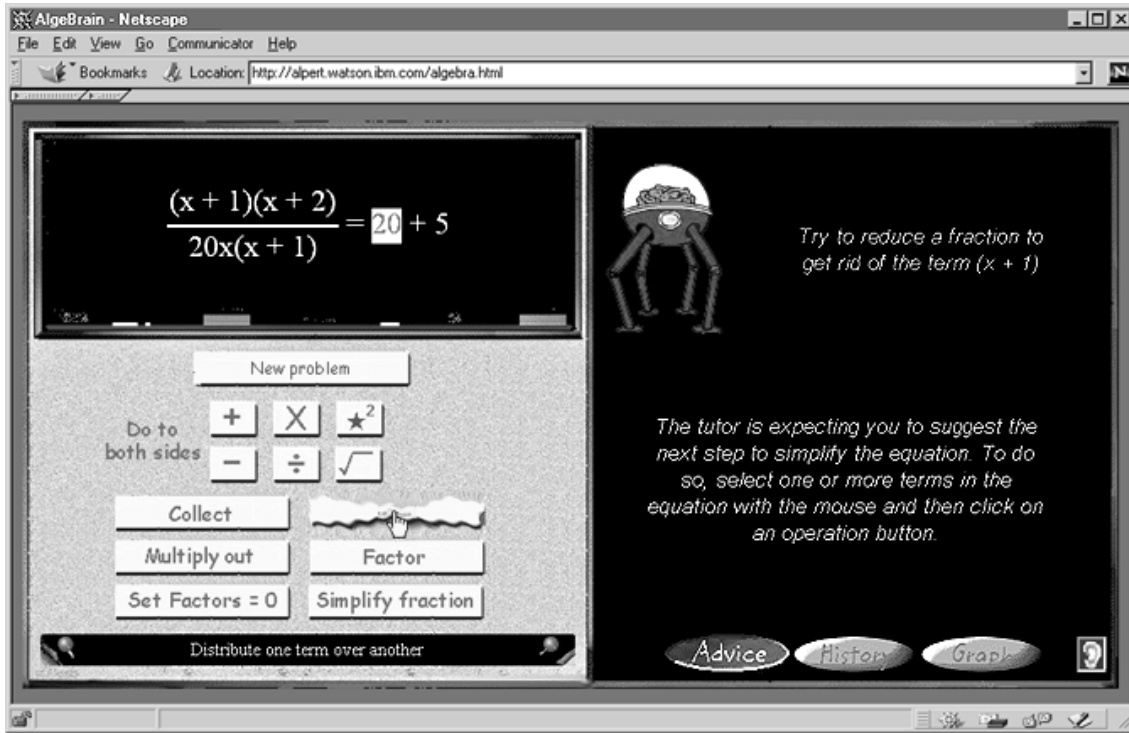 AlgeBrain - Netscape
File Edit View Go Communicator Help
Bookmarks Location: http://alpert.watson.ibm.com/algebra.html
N
(x + 1)(x + 2)
20x(x + 1)
= 20 + 5
Try to reduce a fraction to
get rid of the term (x + 1)
New problem
Do to
both sides
+ X ★²
− ÷ √
Collect
Multiply out Factor
Set Factors = 0 Simplify fraction
Distribute one term over another
The tutor is expecting you to suggest the
next step to simplify the equation. To do
so, select one or more terms in the
equation with the mouse and then click on
an operation button.
Advice History Graph